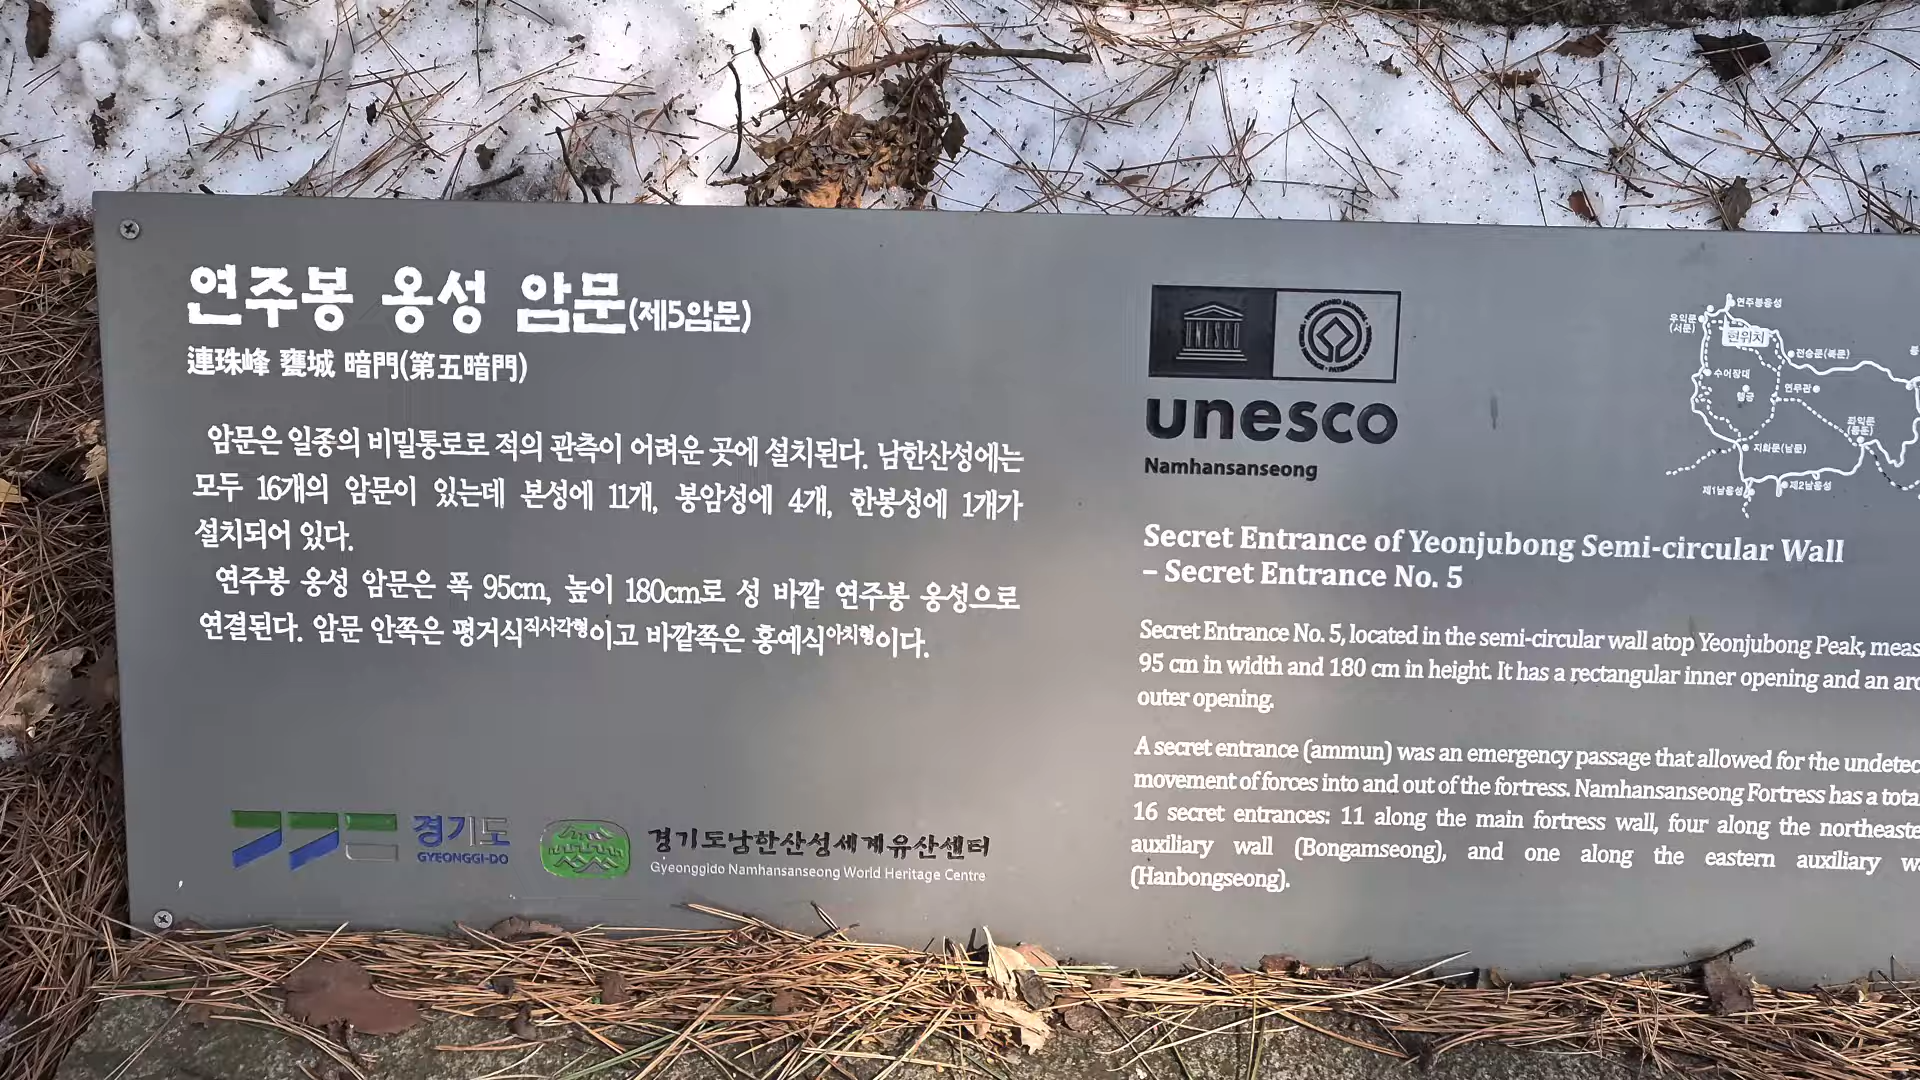 연주봉 옹성 암문(제5암문)
連珠峰 甕城 暗門(第五暗門)
암문은 일종의 비밀통로로 적의 관측이 어려운 곳에 설치된다. 남한산성에는
모두 16개의 암문이 있는데 본성에 11개, 봉암성에 4개, 한봉성에 1개가
설치되어 있다.
연주봉 옹성 암문은 폭 95cm, 높이 180cm로 성 바깥 연주봉 옹성으로
연결된다. 암문 안쪽은 평거식직사각형이고 바깥쪽은 홍예식아치형이다.
경기도
GYEONGGI-DO
경기도남한산성세계유산센터
Gyeonggido Namhansanseong World Heritage Centre
UNESCO
WORLD HERITAGE
PATRIMONIO MUNDIAL
unesco
Namhansanseong
연주봉옹성
우익문
(서문)
현위치
전승문(북문)
수어장대
행궁
연무관
좌익문
(동문)
지화문(남문)
제1남옹성
제2남옹성
Secret Entrance of Yeonjubong Semi-circular Wall
– Secret Entrance No. 5
Secret Entrance No. 5, located in the semi-circular wall atop Yeonjubong Peak, meas
95 cm in width and 180 cm in height. It has a rectangular inner opening and an arc
outer opening.
A secret entrance (ammun) was an emergency passage that allowed for the undetec
movement of forces into and out of the fortress. Namhansanseong Fortress has a tota
16 secret entrances: 11 along the main fortress wall, four along the northeaste
auxiliary wall (Bongamseong), and one along the eastern auxiliary wa
(Hanbongseong).